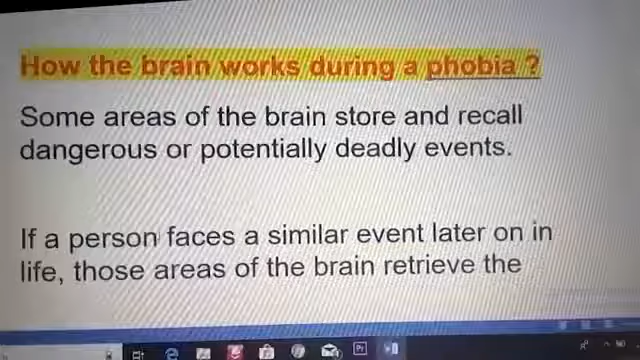 How the brain works during a phobia ?
Some areas of the brain store and recall
dangerous or potentially deadly events.
If a person faces a similar event later on in
life, those areas of the brain retrieve the